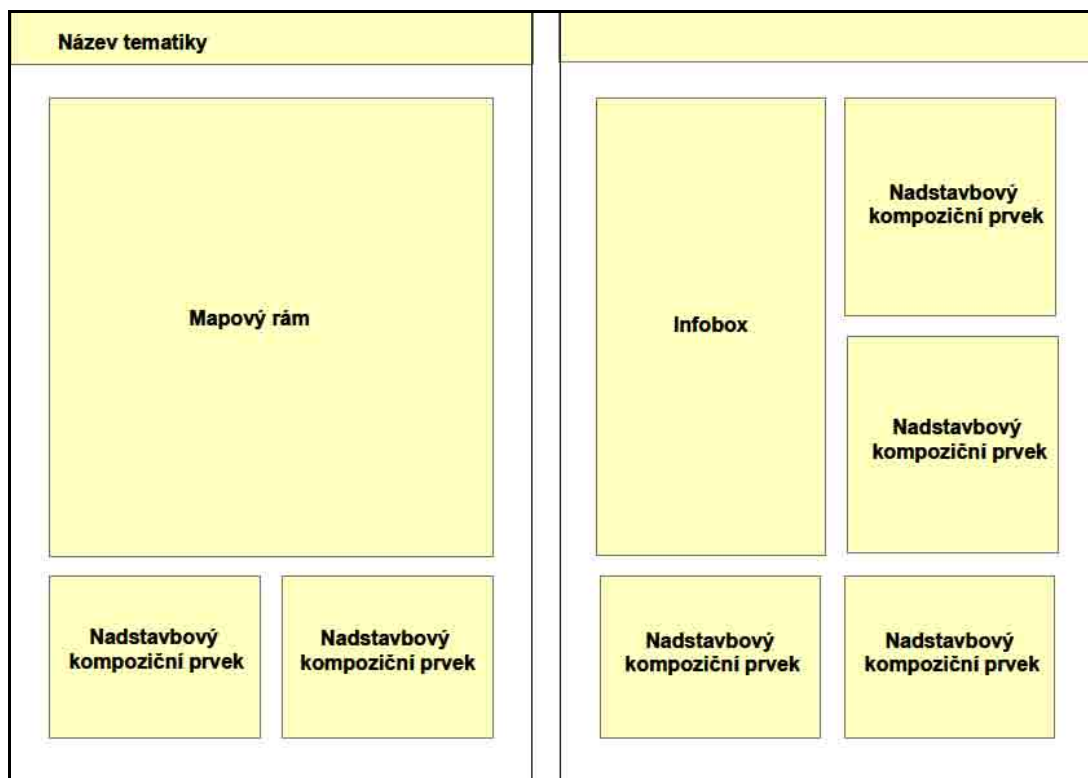 Název tematiky
Mapový rám
Nadstavbový
kompoziční prvek
Nadstavbový
kompoziční prvek
Infobox
Nadstavbový
kompoziční prvek
Nadstavbový
kompoziční prvek
Nadstavbový
kompoziční prvek
Nadstavbový
kompoziční prvek